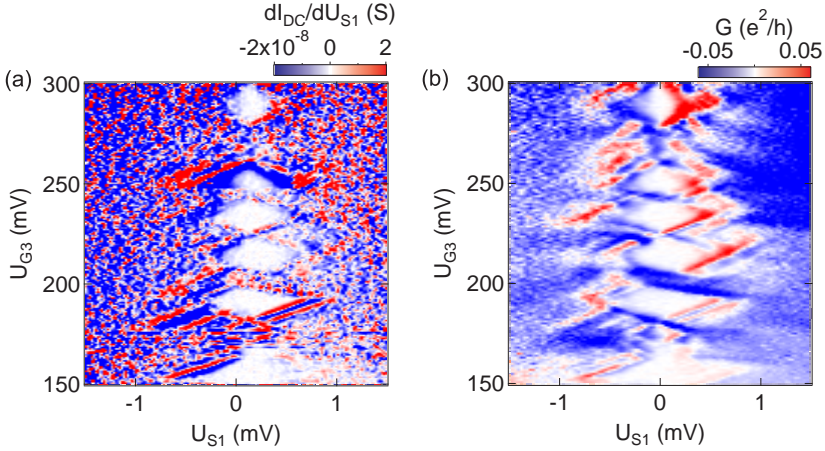 dI_DC/dU_S1 (S)
-2x10^-8 0 2
(a)
300
250
200
150
U_G3 (mV)
-1 0 1
U_S1 (mV)
G (e^2/h)
-0.05 0.05
(b)
300
250
200
150
U_G3 (mV)
-1 0 1
U_S1 (mV)